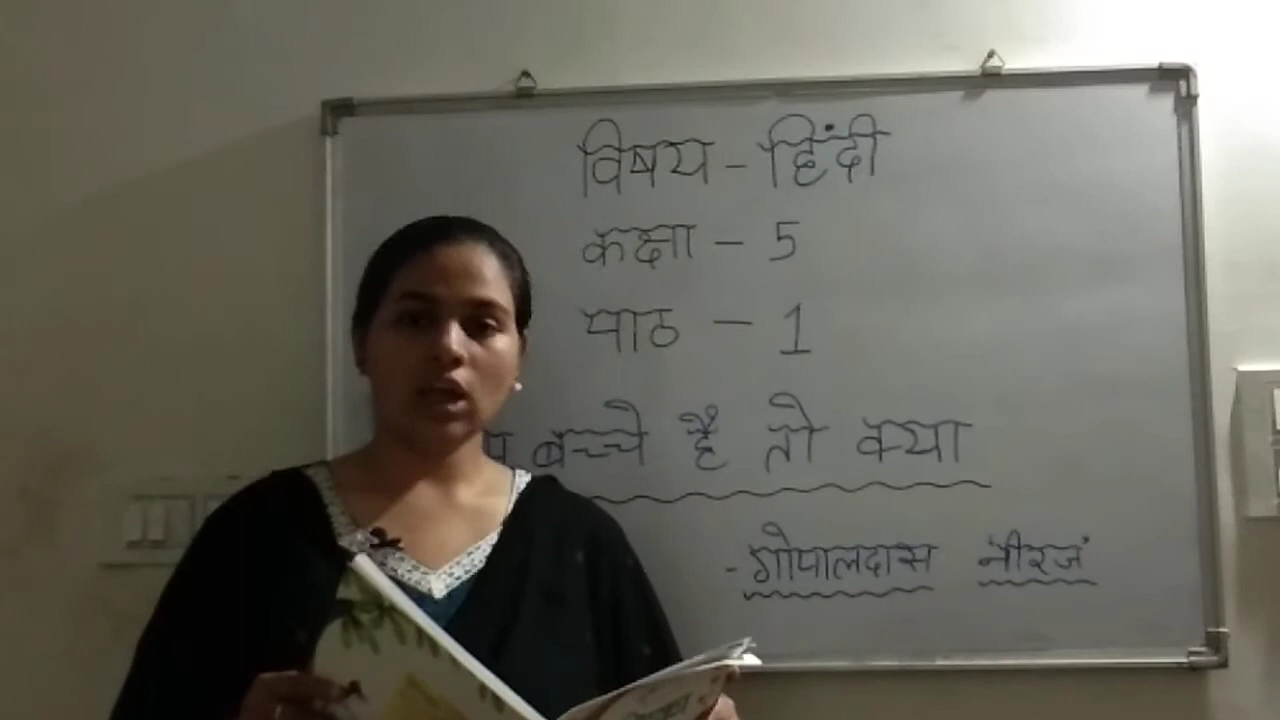 विषय - हिंदी
कक्षा - 5
पाठ - 1
बच्चे हैं तो क्या
- गोपालदास नीरज